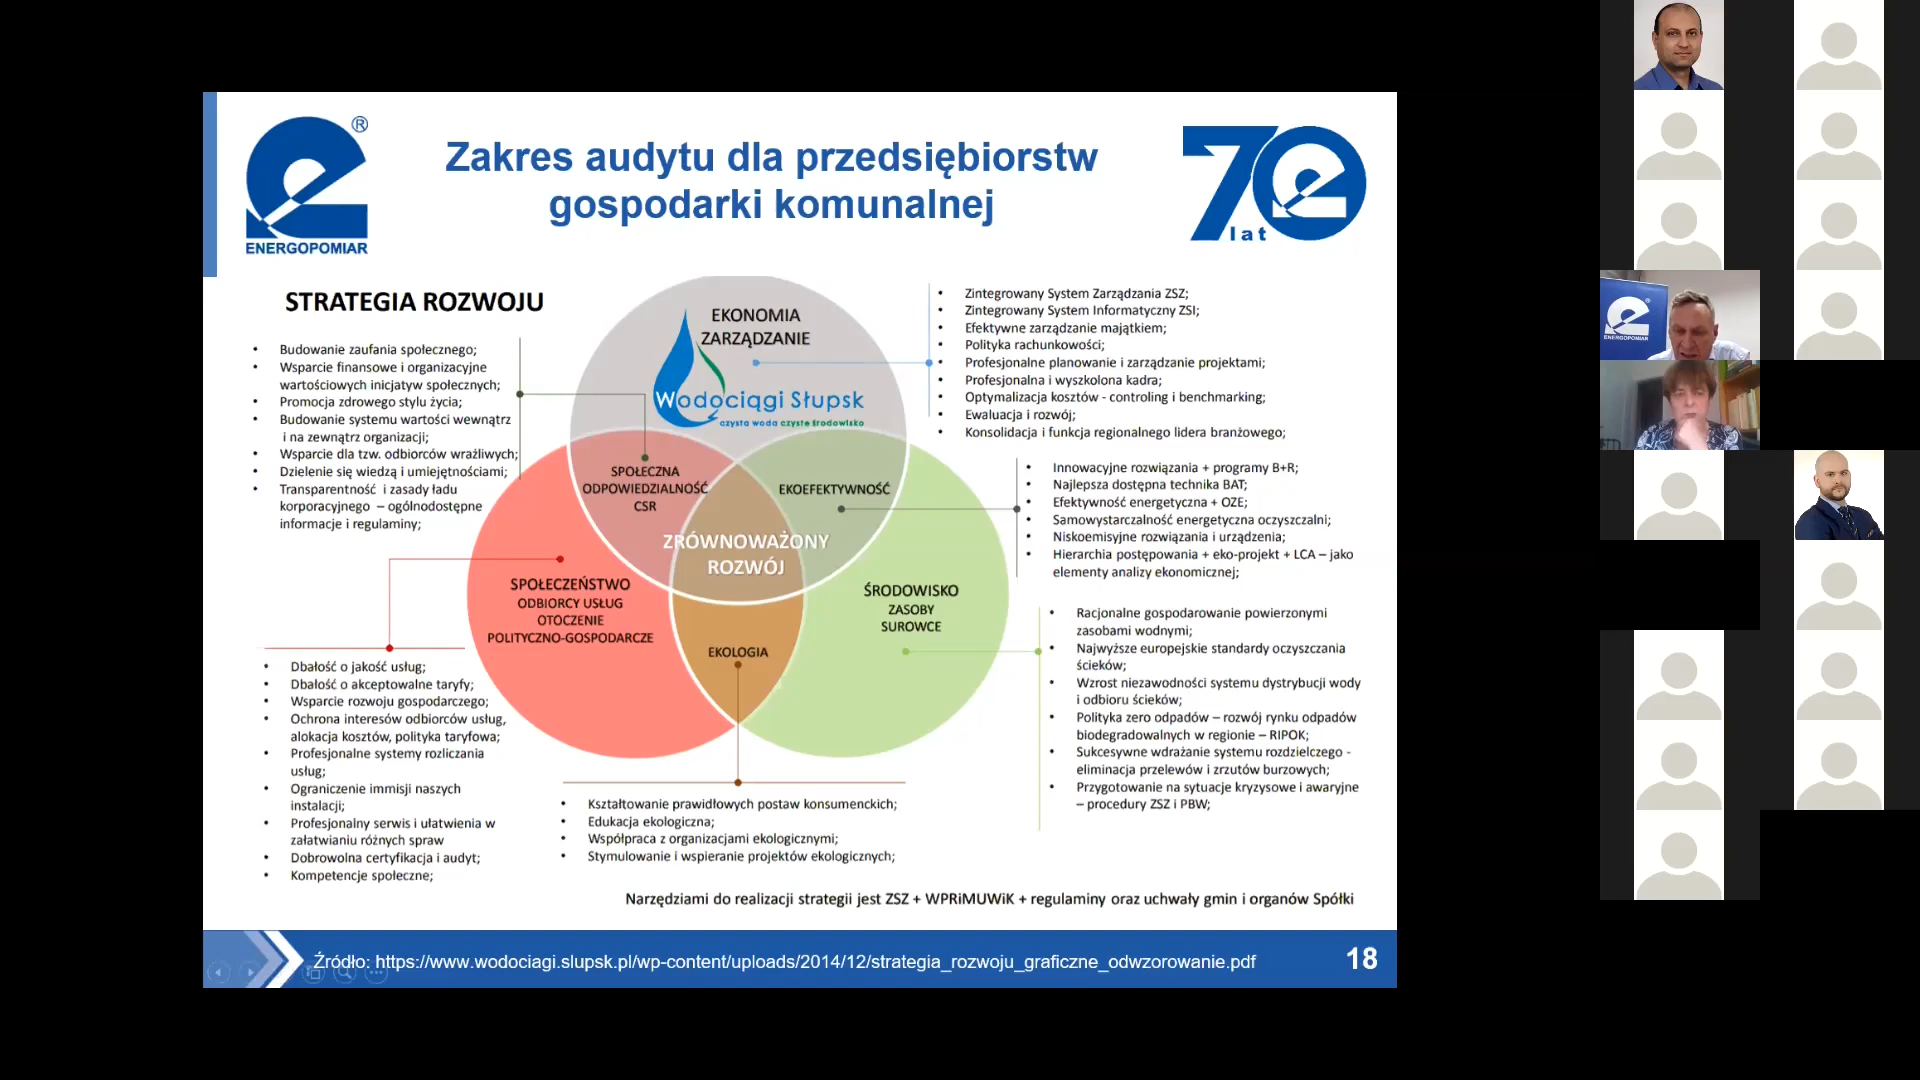 ®
ENERGOPOMIAR
Zakres audytu dla przedsiębiorstw
gospodarki komunalnej
70
lat
STRATEGIA ROZWOJU
• Budowanie zaufania społecznego;
• Wsparcie finansowe i organizacyjne
wartościowych inicjatyw społecznych;
• Promocja zdrowego stylu życia;
• Budowanie systemu wartości wewnątrz
i na zewnątrz organizacji;
• Wsparcie dla tzw. odbiorców wrażliwych;
• Dzielenie się wiedzą i umiejętnościami;
• Transparentność i zasady ładu
korporacyjnego – ogólnodostępne
informacje i regulaminy;
EKONOMIA
ZARZĄDZANIE
Wodociągi Słupsk
czysta woda czyste środowisko
• Zintegrowany System Zarządzania ZSZ;
• Zintegrowany System Informatyczny ZSI;
• Efektywne zarządzanie majątkiem;
• Polityka rachunkowości;
• Profesjonalne planowanie i zarządzanie projektami;
• Profesjonalna i wyszkolona kadra;
• Optymalizacja kosztów - controling i benchmarking;
• Ewaluacja i rozwój;
• Konsolidacja i funkcja regionalnego lidera branżowego;
SPOŁECZNA
ODPOWIEDZIALNOŚĆ
CSR
EKOEFEKTYWNOŚĆ
• Innowacyjne rozwiązania + programy B+R;
• Najlepsza dostępna technika BAT;
• Efektywność energetyczna + OZE;
• Samowystarczalność energetyczna oczyszczalni;
• Niskoemisyjne rozwiązania i urządzenia;
• Hierarchia postępowania + eko-projekt + LCA – jako
elementy analizy ekonomicznej;
ZRÓWNOWAŻONY
ROZWÓJ
SPOŁECZEŃSTWO
ODBIORCY USŁUG
OTOCZENIE
POLITYCZNO-GOSPODARCZE
ŚRODOWISKO
ZASOBY
SUROWCE
EKOLOGIA
• Racjonalne gospodarowanie powierzonymi
zasobami wodnymi;
• Najwyższe europejskie standardy oczyszczania
ścieków;
• Wzrost niezawodności systemu dystrybucji wody
i odbioru ścieków;
• Polityka zero odpadów – rozwój rynku odpadów
biodegradowalnych w regionie – RIPOK;
• Sukcesywne wdrażanie systemu rozdzielczego -
eliminacja przelewów i zrzutów burzowych;
• Przygotowanie na sytuacje kryzysowe i awaryjne
– procedury ZSZ i PBW;
• Dbałość o jakość usług;
• Dbałość o akceptowalne taryfy;
• Wsparcie rozwoju gospodarczego;
• Ochrona interesów odbiorców usług,
alokacja kosztów, polityka taryfowa;
• Profesjonalne systemy rozliczania
usług;
• Ograniczenie immisji naszych
instalacji;
• Profesjonalny serwis i ułatwienia w
załatwianiu różnych spraw
• Dobrowolna certyfikacja i audyt;
• Kompetencje społeczne;
• Kształtowanie prawidłowych postaw konsumenckich;
• Edukacja ekologiczna;
• Współpraca z organizacjami ekologicznymi;
• Stymulowanie i wspieranie projektów ekologicznych;
Narzędziami do realizacji strategii jest ZSZ + WPRiMUWiK + regulaminy oraz uchwały gmin i organów Spółki
Źródło: https://www.wodociagi.slupsk.pl/wp-content/uploads/2014/12/strategia_rozwoju_graficzne_odwzorowanie.pdf
18
ENERGOPOMIAR